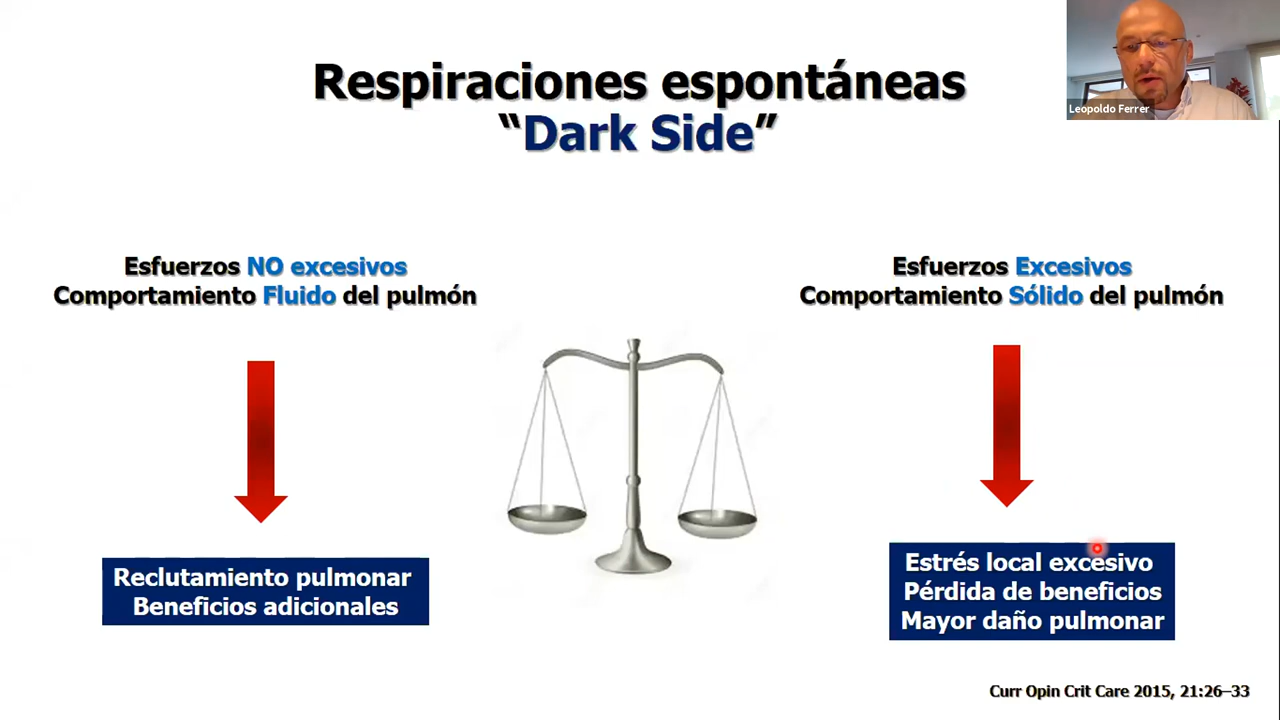 Leopoldo Ferrer
Respiraciones espontáneas
“Dark Side”
Esfuerzos NO excesivos
Comportamiento Fluido del pulmón
Reclutamiento pulmonar
Beneficios adicionales
Esfuerzos Excesivos
Comportamiento Sólido del pulmón
Estrés local excesivo
Pérdida de beneficios
Mayor daño pulmonar
Curr Opin Crit Care 2015, 21:26–33